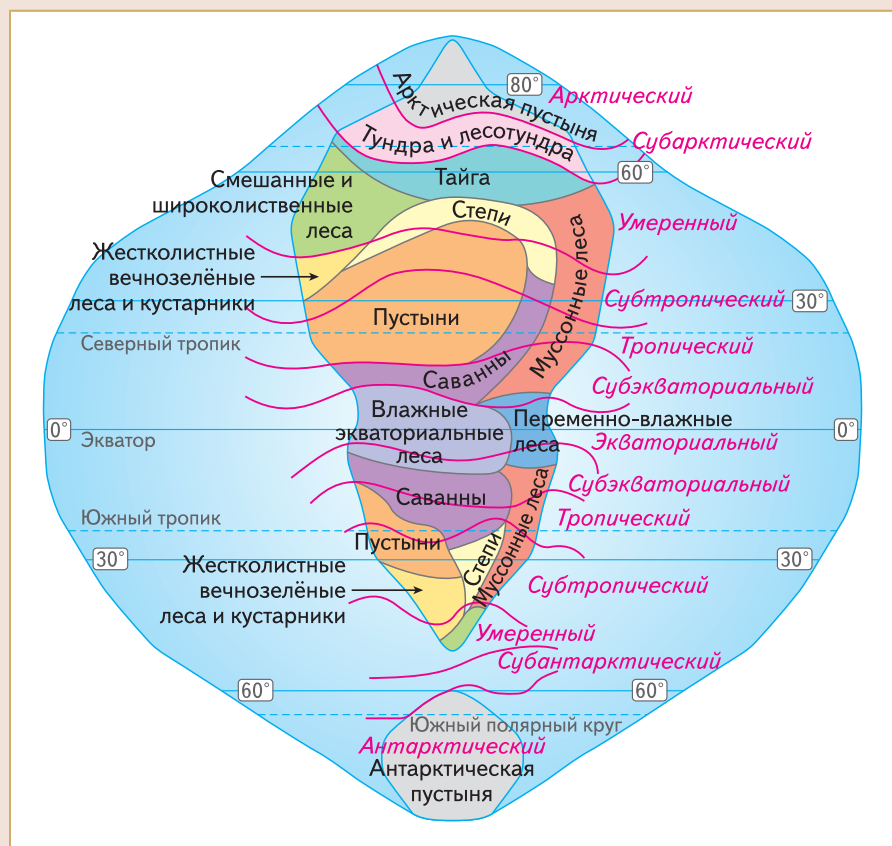 80°
Арктический
Арктическая пустыня
Субарктический
Тундра и лесотундра
60°
Тайга
Смешанные и
широколиственные
леса
Степи
Умеренный
Жестколистные
вечнозелёные
леса и кустарники
Муссонные леса
Субтропический
30°
Пустыни
Северный тропик
Тропический
Саванны
Субэкваториальный
Влажные
экваториальные
леса
Переменно-влажные
леса
0°
0°
Экватор
Экваториальный
Субэкваториальный
Саванны
Муссонные леса
Южный тропик
Тропический
Пустыни
Степи
30°
30°
Жестколистные
вечнозелёные
леса и кустарники
Субтропический
Умеренный
Субантарктический
60°
60°
Южный полярный круг
Антарктический
Антарктическая
пустыня